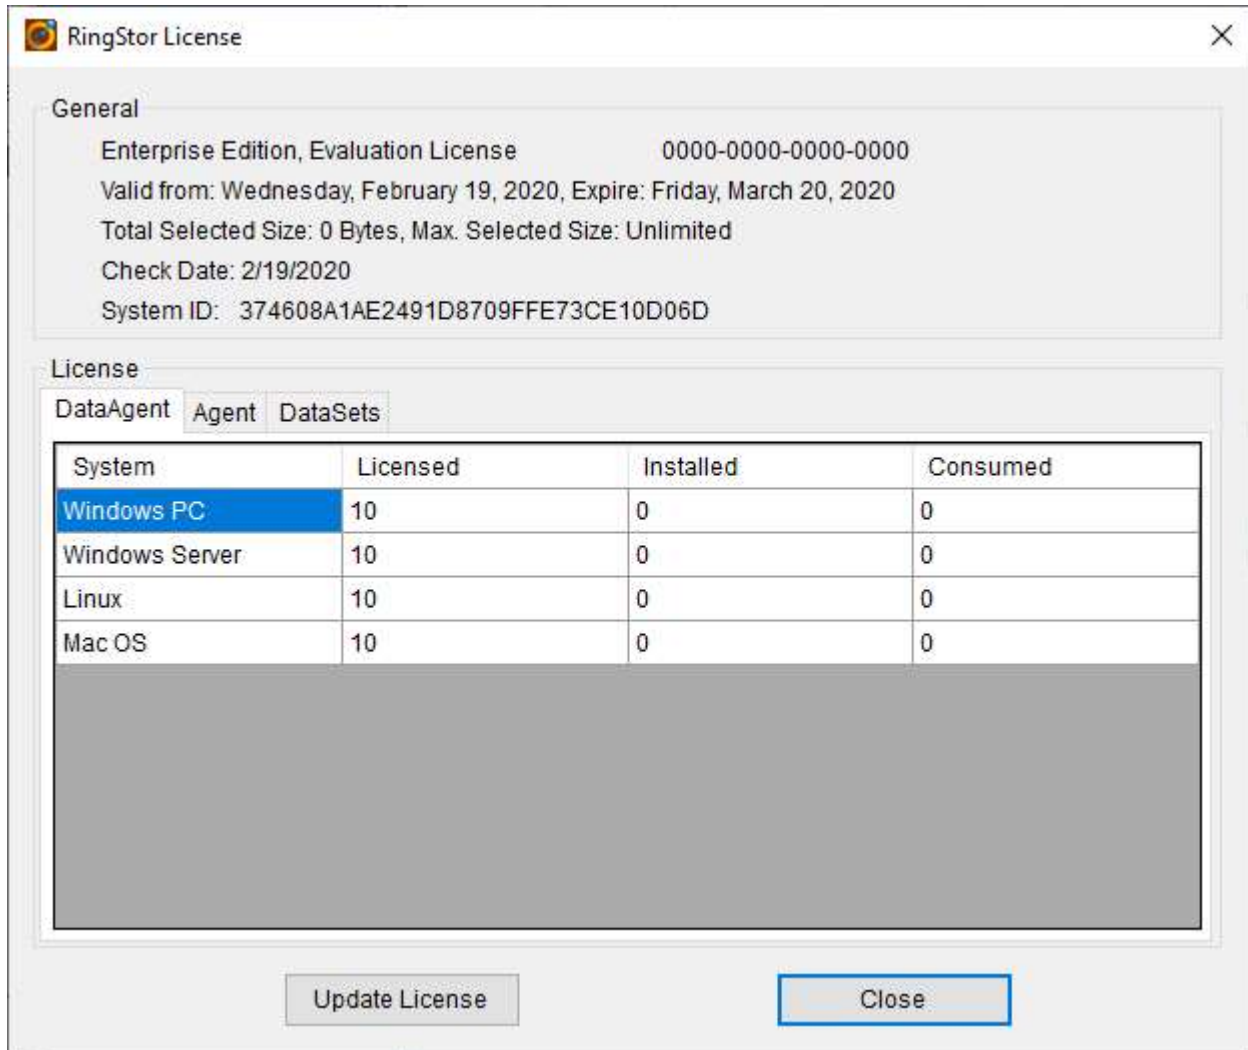 RingStor License
General
Enterprise Edition, Evaluation License 0000-0000-0000-0000
Valid from: Wednesday, February 19, 2020, Expire: Friday, March 20, 2020
Total Selected Size: 0 Bytes, Max. Selected Size: Unlimited
Check Date: 2/19/2020
System ID: 374608A1AE2491D8709FFE73CE10D06D
License
DataAgent Agent DataSets
System Licensed Installed Consumed
Windows PC 10 0 0
Windows Server 10 0 0
Linux 10 0 0
Mac OS 10 0 0
Update License Close